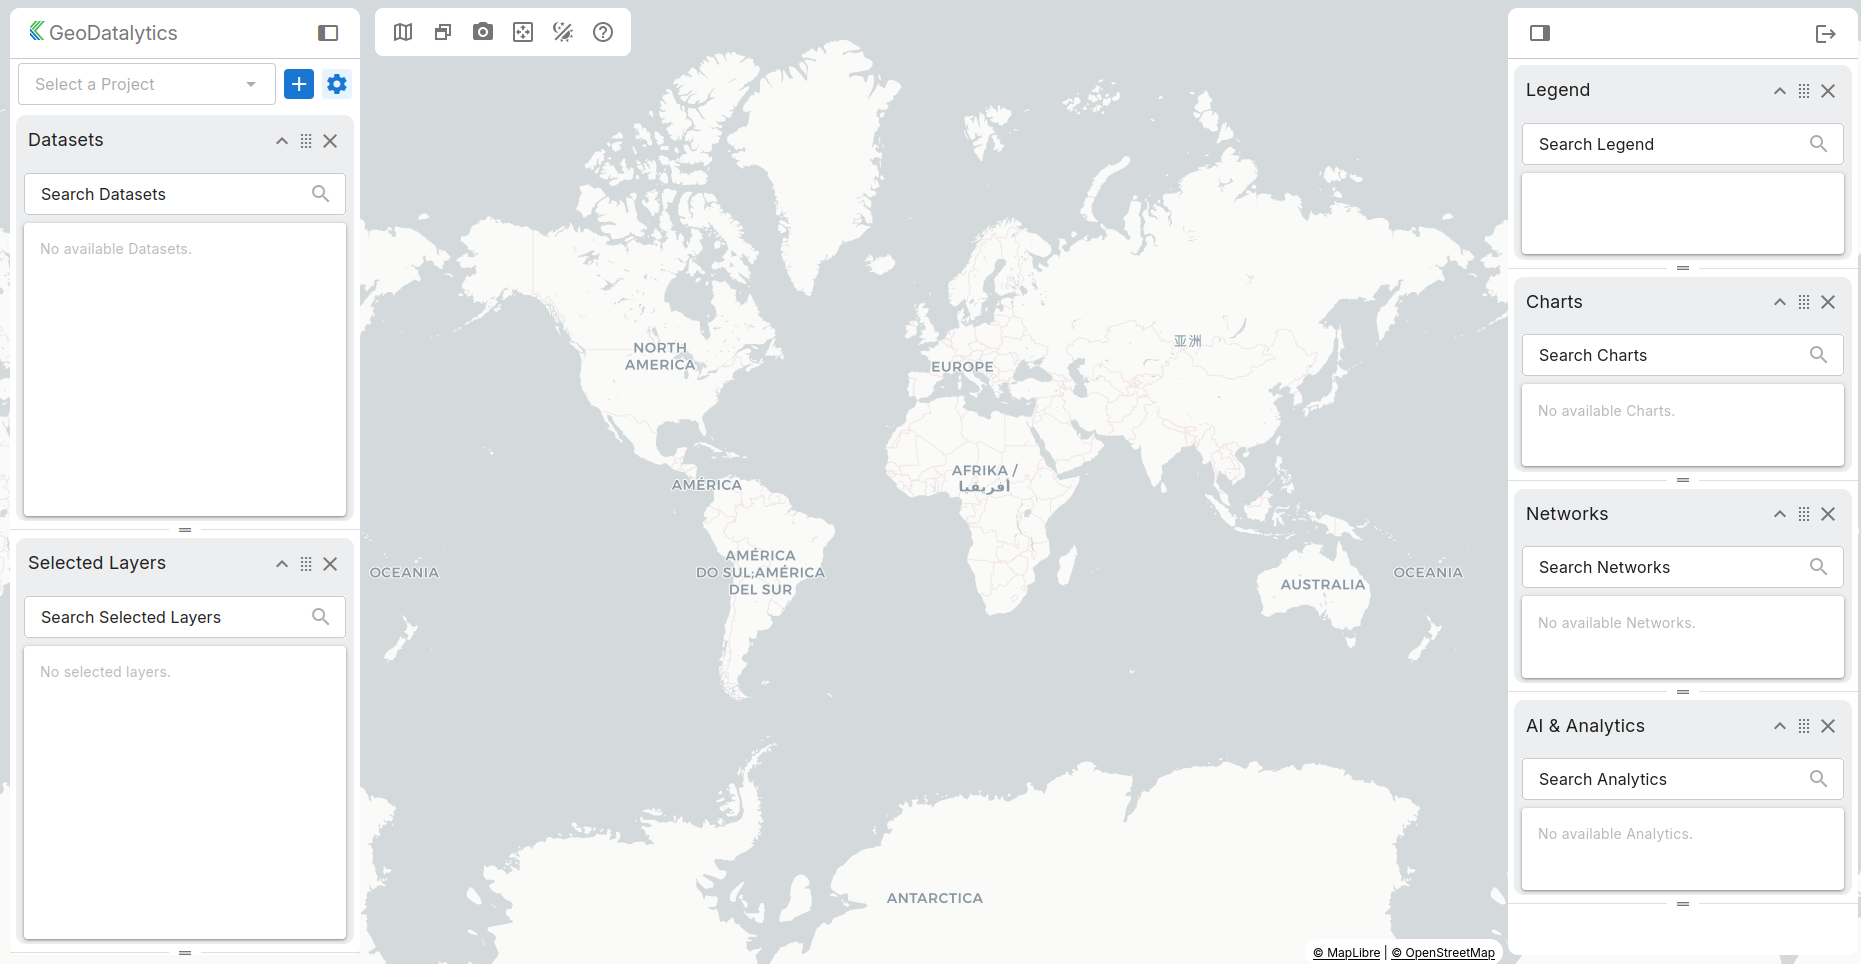 GeoDatalytics
Select a Project
Datasets
Search Datasets
No available Datasets.
Selected Layers
Search Selected Layers
No selected layers.
NORTH
AMERICA
EUROPE
亚洲
AFRIKA /
أفريقيا
AMÉRICA
AMÉRICA
DO SUL;AMÉRICA
DEL SUR
OCEANIA
AUSTRALIA
OCEANIA
ANTARCTICA
© MapLibre | © OpenStreetMap
Legend
Search Legend
Charts
Search Charts
No available Charts.
Networks
Search Networks
No available Networks.
AI & Analytics
Search Analytics
No available Analytics.